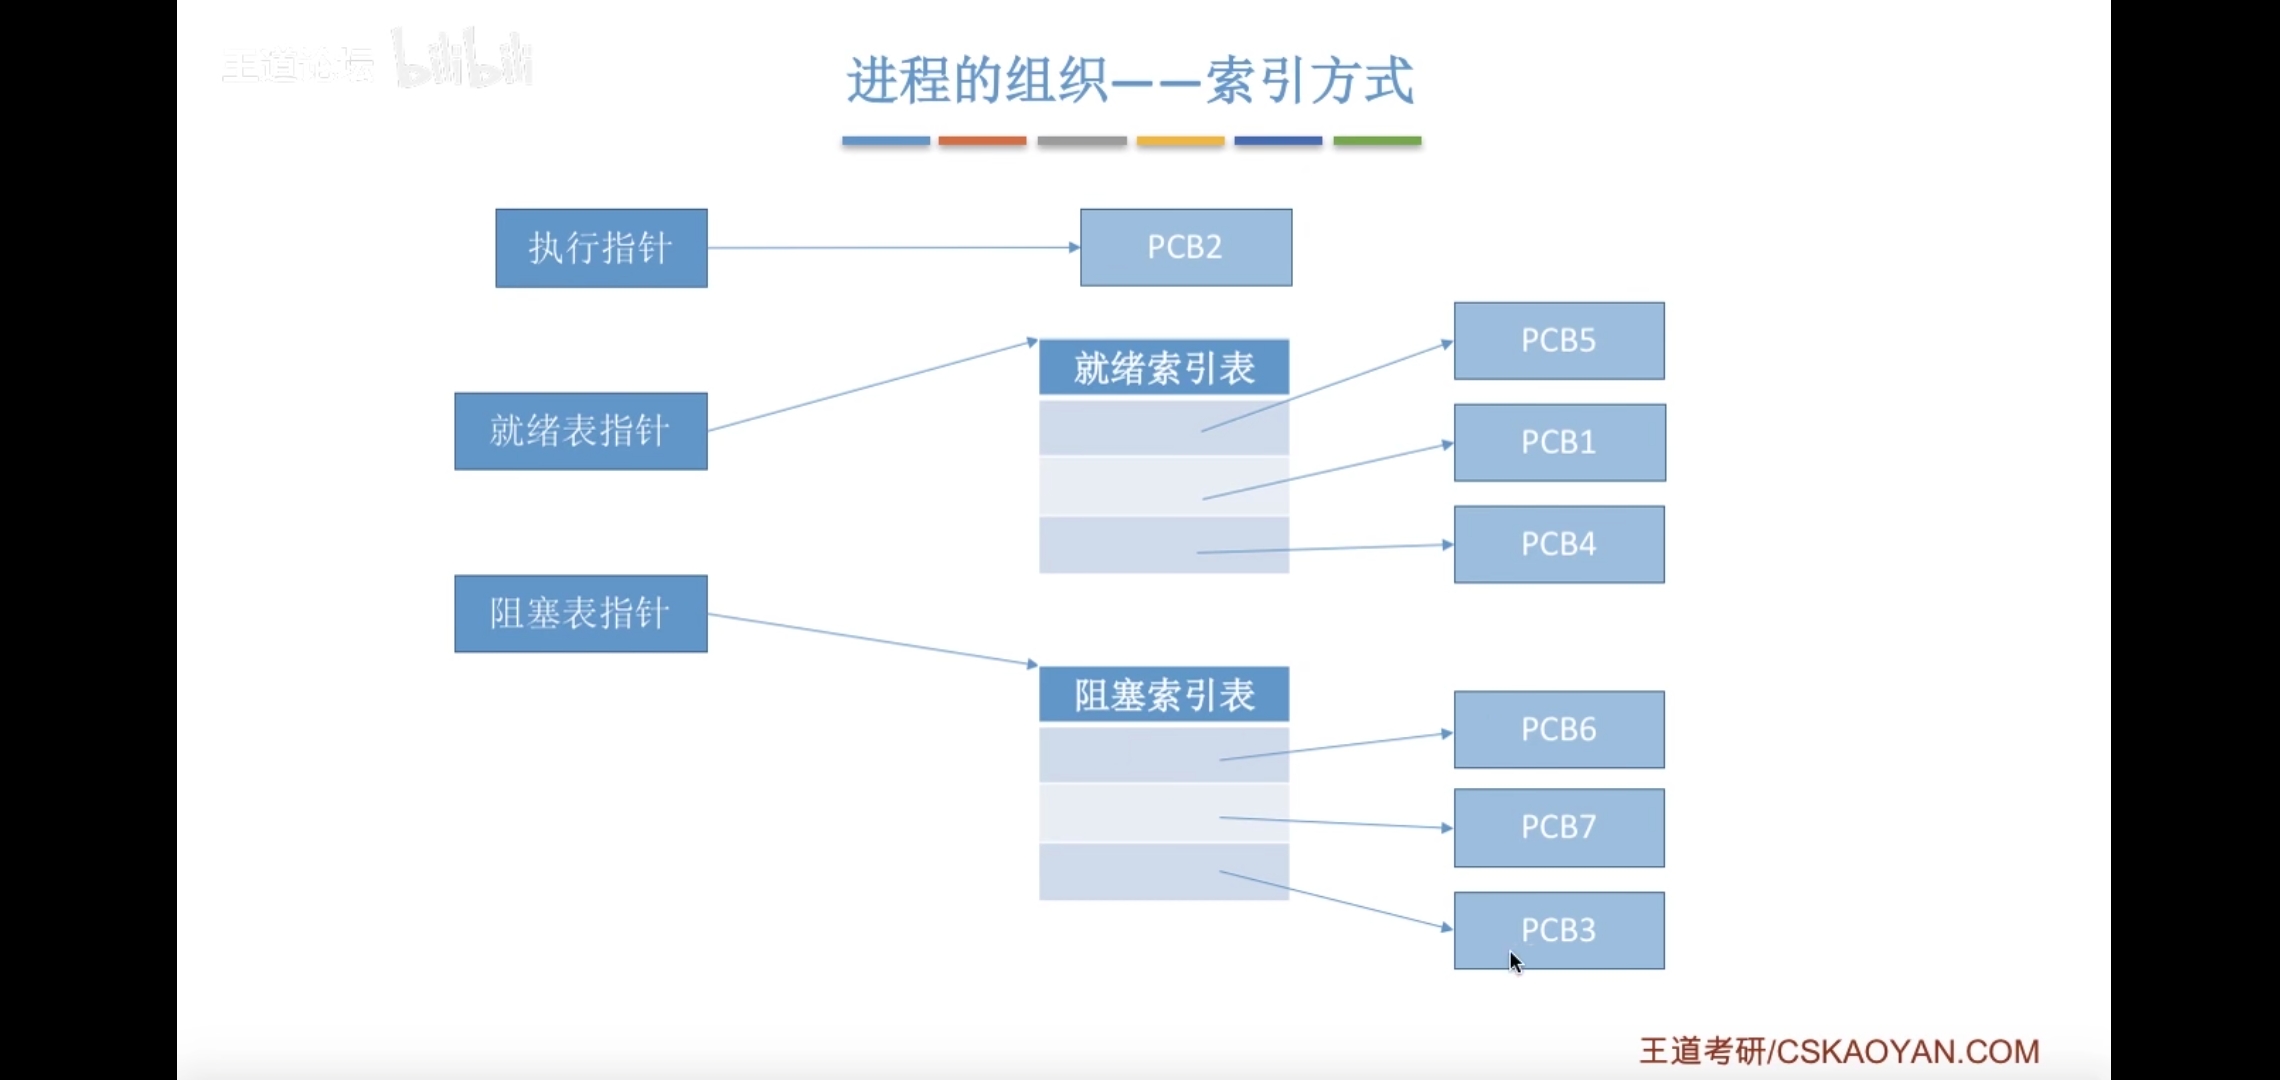 王道论坛 bilibili
进程的组织——索引方式
执行指针
PCB2
就绪表指针
就绪索引表
PCB5
PCB1
PCB4
阻塞表指针
阻塞索引表
PCB6
PCB7
PCB3
王道考研/CSKAOYAN.COM